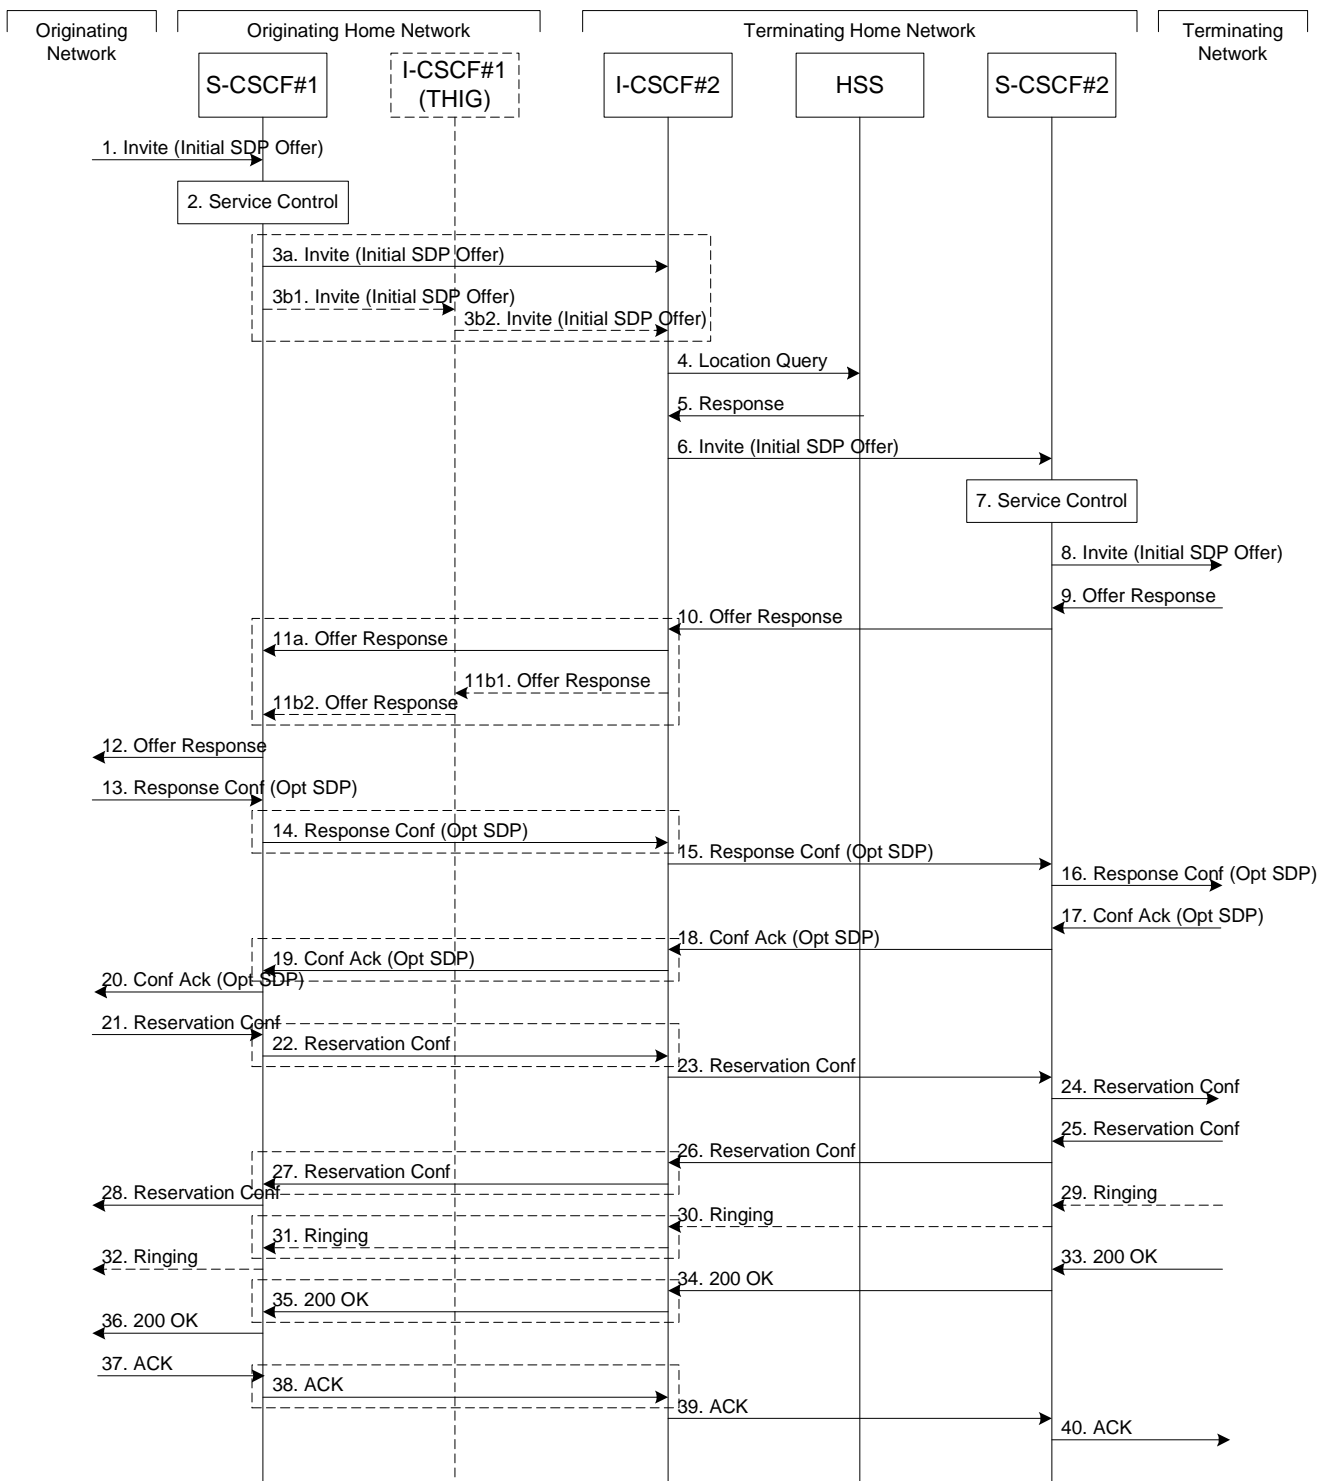 Originating
Network
Originating Home Network
Terminating Home Network
Terminating
Network
S-CSCF#1
I-CSCF#1
(THIG)
I-CSCF#2
HSS
S-CSCF#2
1. Invite (Initial SDP Offer)
2. Service Control
3a. Invite (Initial SDP Offer)
3b1. Invite (Initial SDP Offer)
3b2. Invite (Initial SDP Offer)
4. Location Query
5. Response
6. Invite (Initial SDP Offer)
7. Service Control
8. Invite (Initial SDP Offer)
9. Offer Response
10. Offer Response
11a. Offer Response
11b1. Offer Response
11b2. Offer Response
12. Offer Response
13. Response Conf (Opt SDP)
14. Response Conf (Opt SDP)
15. Response Conf (Opt SDP)
16. Response Conf (Opt SDP)
17. Conf Ack (Opt SDP)
18. Conf Ack (Opt SDP)
19. Conf Ack (Opt SDP)
20. Conf Ack (Opt SDP)
21. Reservation Conf
22. Reservation Conf
23. Reservation Conf
24. Reservation Conf
25. Reservation Conf
26. Reservation Conf
27. Reservation Conf
28. Reservation Conf
29. Ringing
30. Ringing
31. Ringing
32. Ringing
33. 200 OK
34. 200 OK
35. 200 OK
36. 200 OK
37. ACK
38. ACK
39. ACK
40. ACK